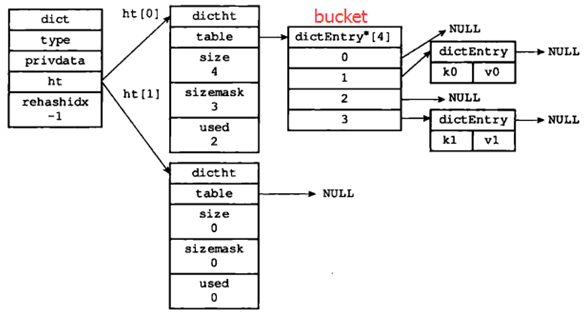 dict
type
privdata
ht
rehashidx
-1
ht[0]
ht[1]
dictht
table
size
4
sizemask
3
used
2
bucket
dictEntry*[4]
0
1
2
3
NULL
dictEntry
k0 v0
NULL
NULL
dictEntry
k1 v1
NULL
dictht
table
size
0
sizemask
0
used
0
NULL